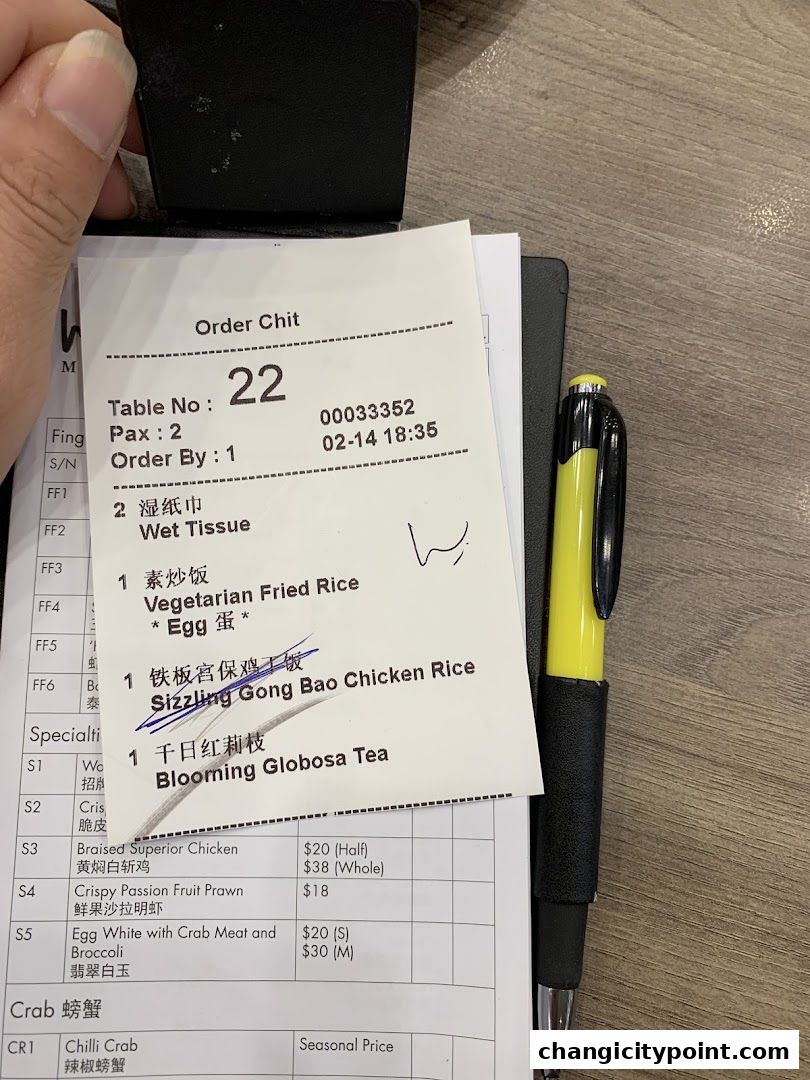 Order Chit
Table No : 22
Pax : 2
00033352
Order By : 1
02-14 18:35
2 湿纸巾
Wet Tissue
1 素炒饭
Vegetarian Fried Rice
* Egg 蛋 *
1 铁板宫保鸡丁饭
Sizzling Gong Bao Chicken Rice
1 千日红莉枝
Blooming Globosa Tea
M
Fing
S/N
FF1
FF2
FF3
FF4
FF5
FF6
Specialti
S1
招牌
S2 Cris
脆皮
S3 Braised Superior Chicken $20 (Half)
黄焖白斩鸡 $38 (Whole)
S4 Crispy Passion Fruit Prawn $18
鲜果沙拉明虾
S5 Egg White with Crab Meat and $20 (S)
Broccoli $30 (M)
翡翠白玉
Crab 螃蟹
CR1 Chilli Crab Seasonal Price
辣椒螃蟹
changicitypoint.com